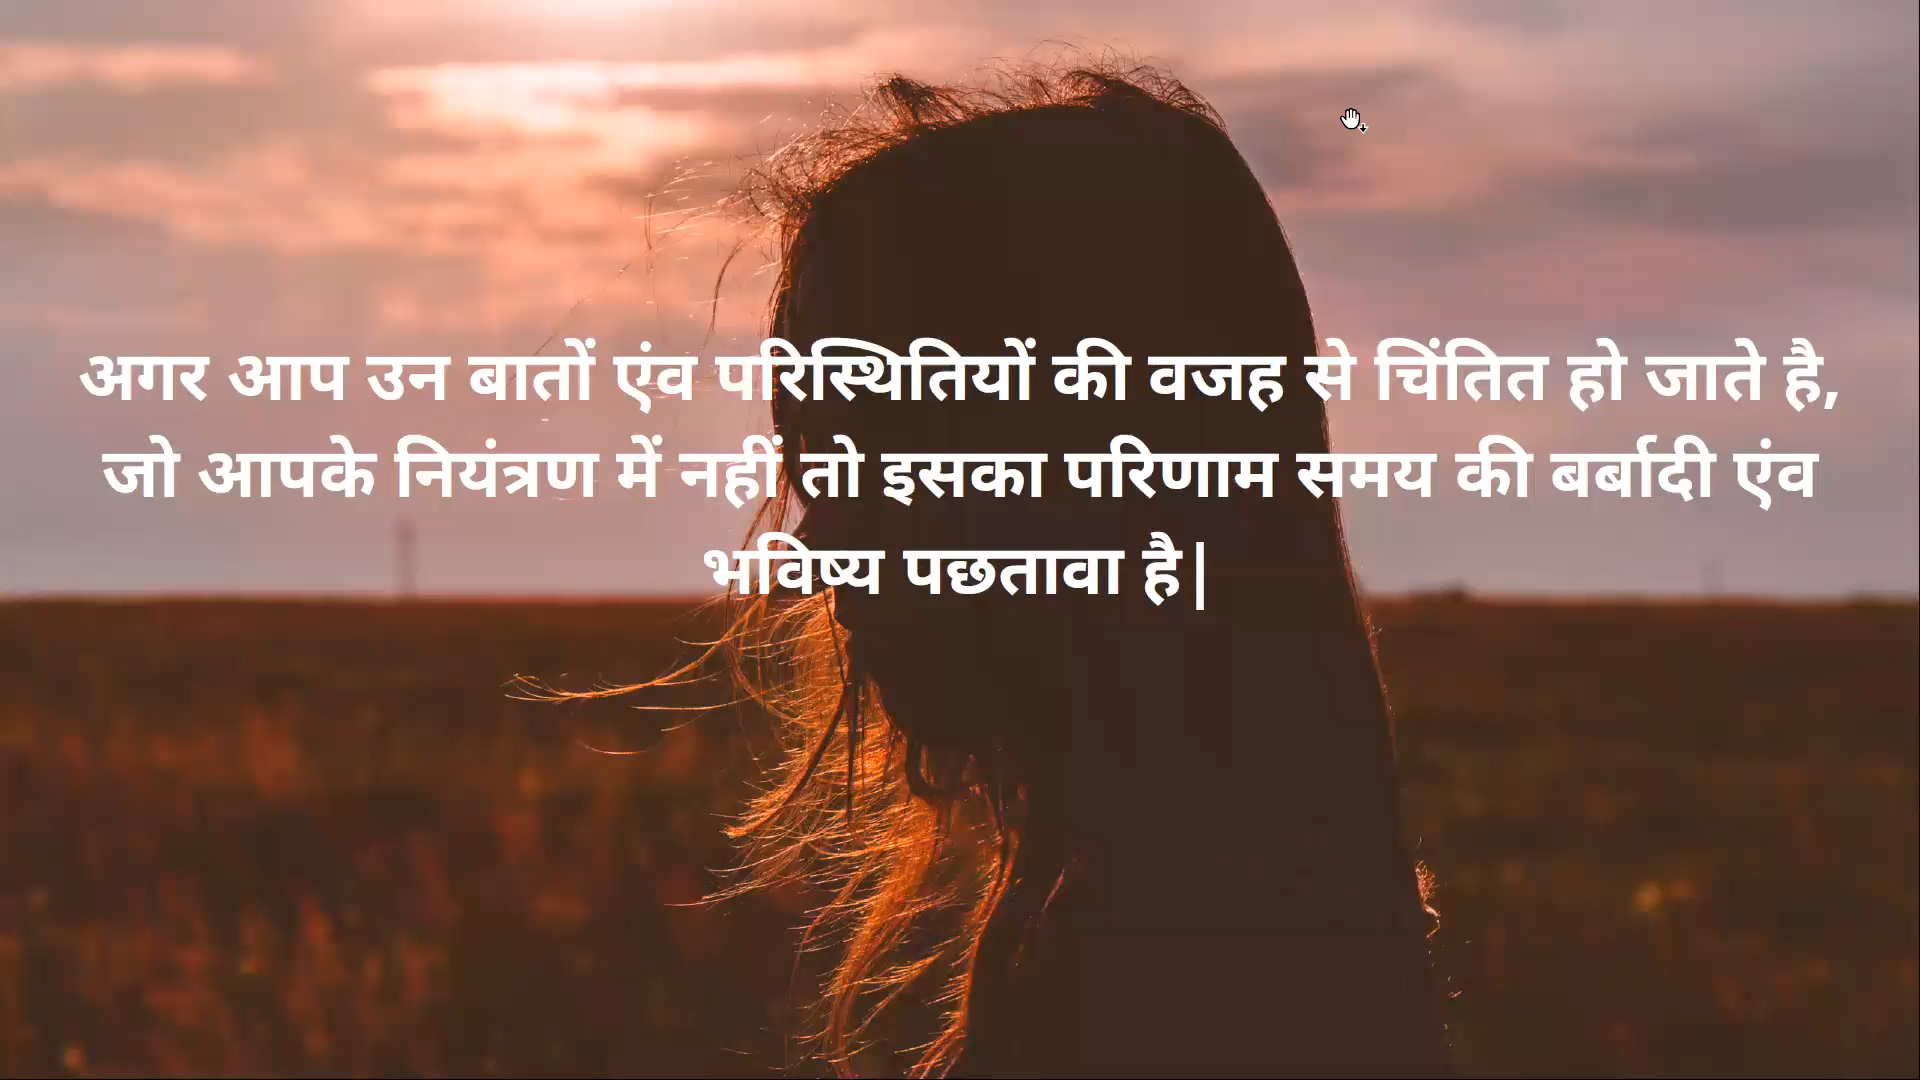 अगर आप उन बातों एंव परिस्थितियों की वजह से चिंतित हो जाते है,
जो आपके नियंत्रण में नहीं तो इसका परिणाम समय की बर्बादी एंव
भविष्य पछतावा है|